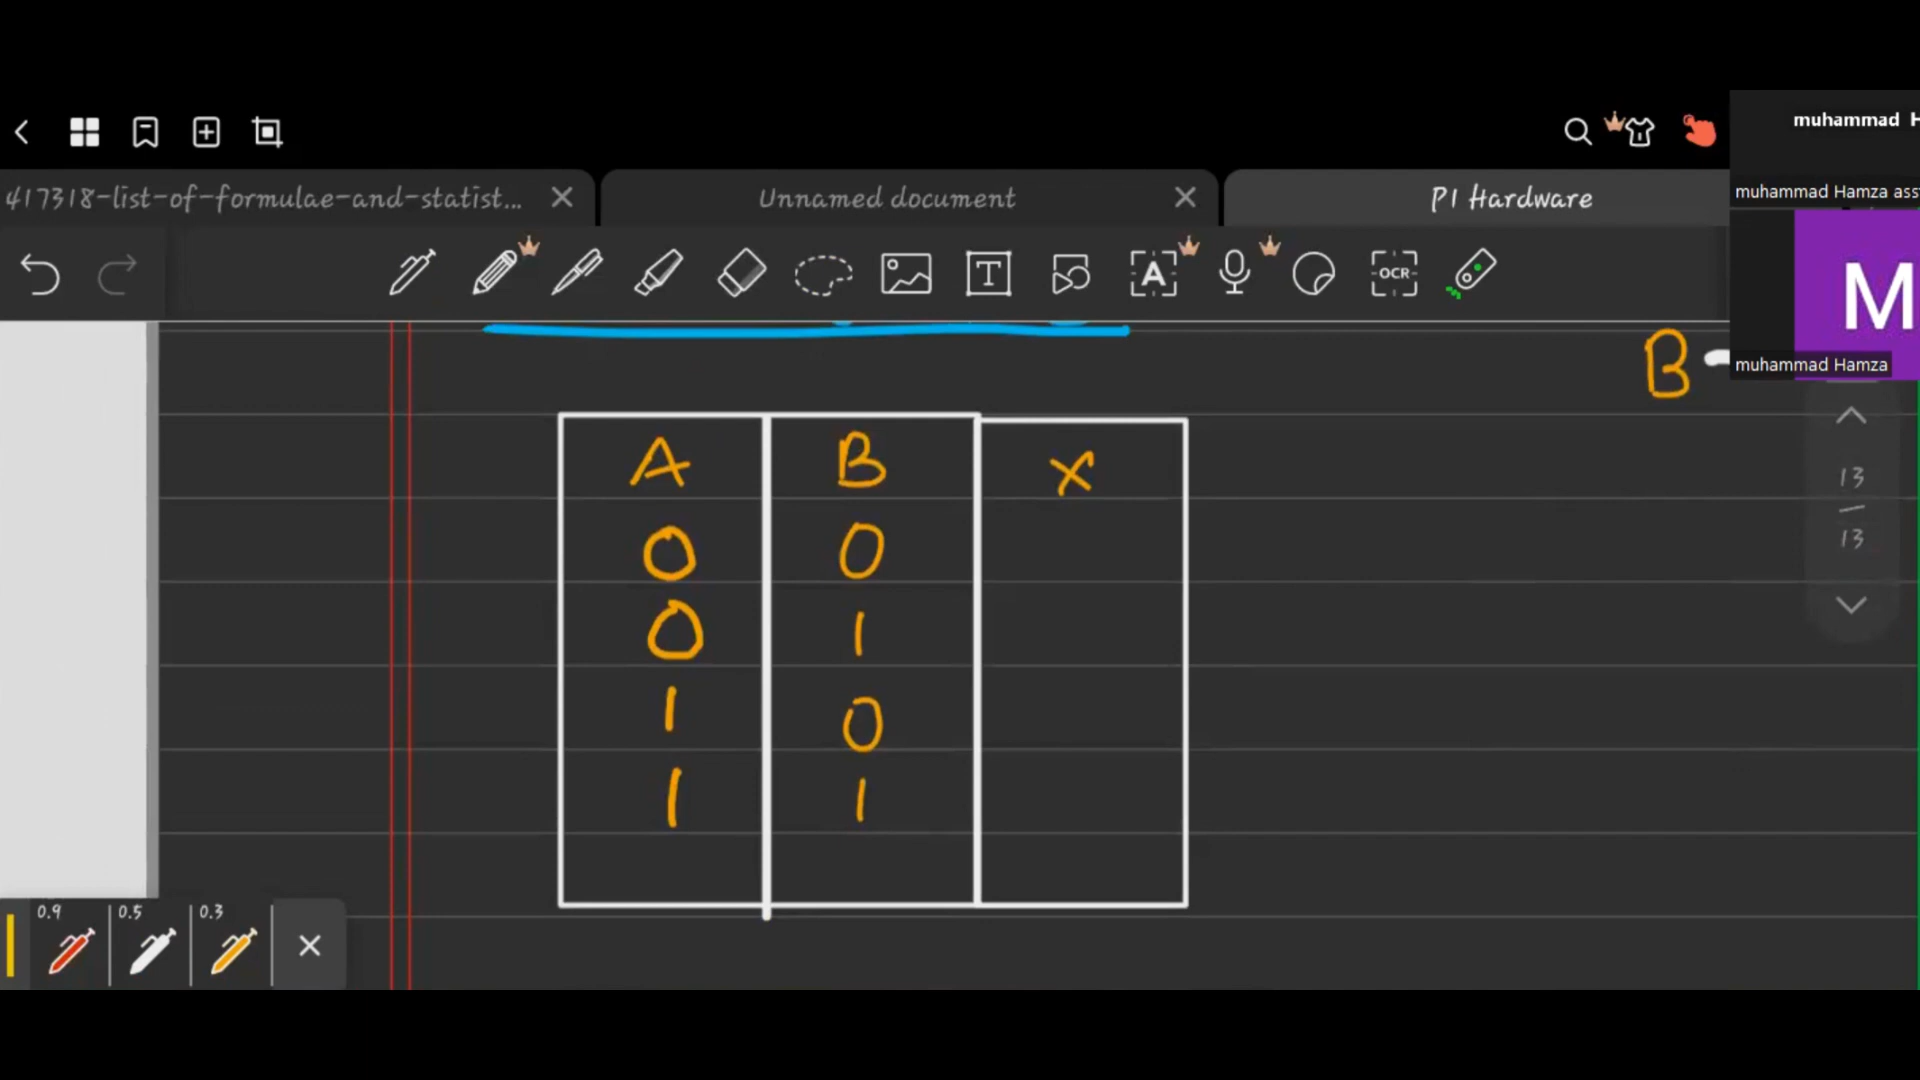 muhammad H
muhammad Hamza ass
417318-list-of-formulae-and-statist...
Unnamed document
P1 Hardware
T
A
OCR
M
muhammad Hamza
B
A B X
0 0
0 1
1 0
1 1
13
13
0.9 0.5 0.3